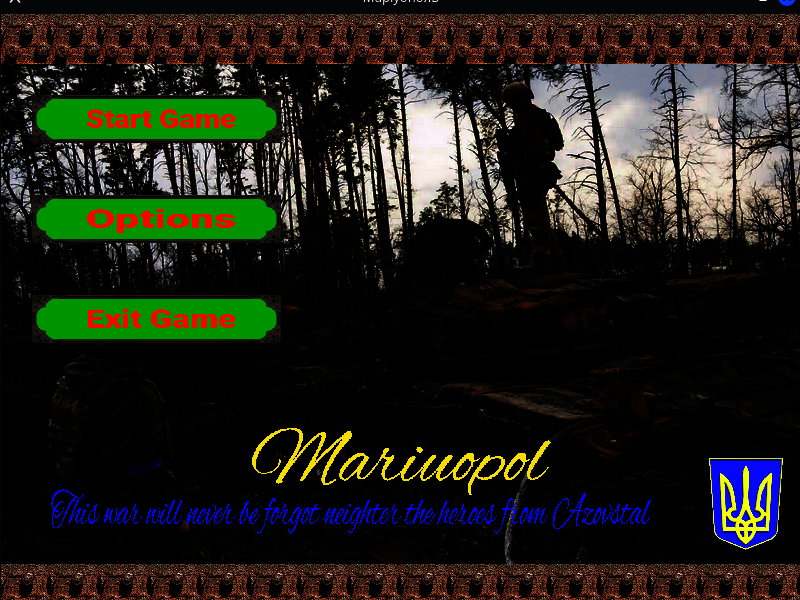 Start Game
Options
Exit Game
Mariuopol
This war will never be forgot neighter the heroes from Azovstal